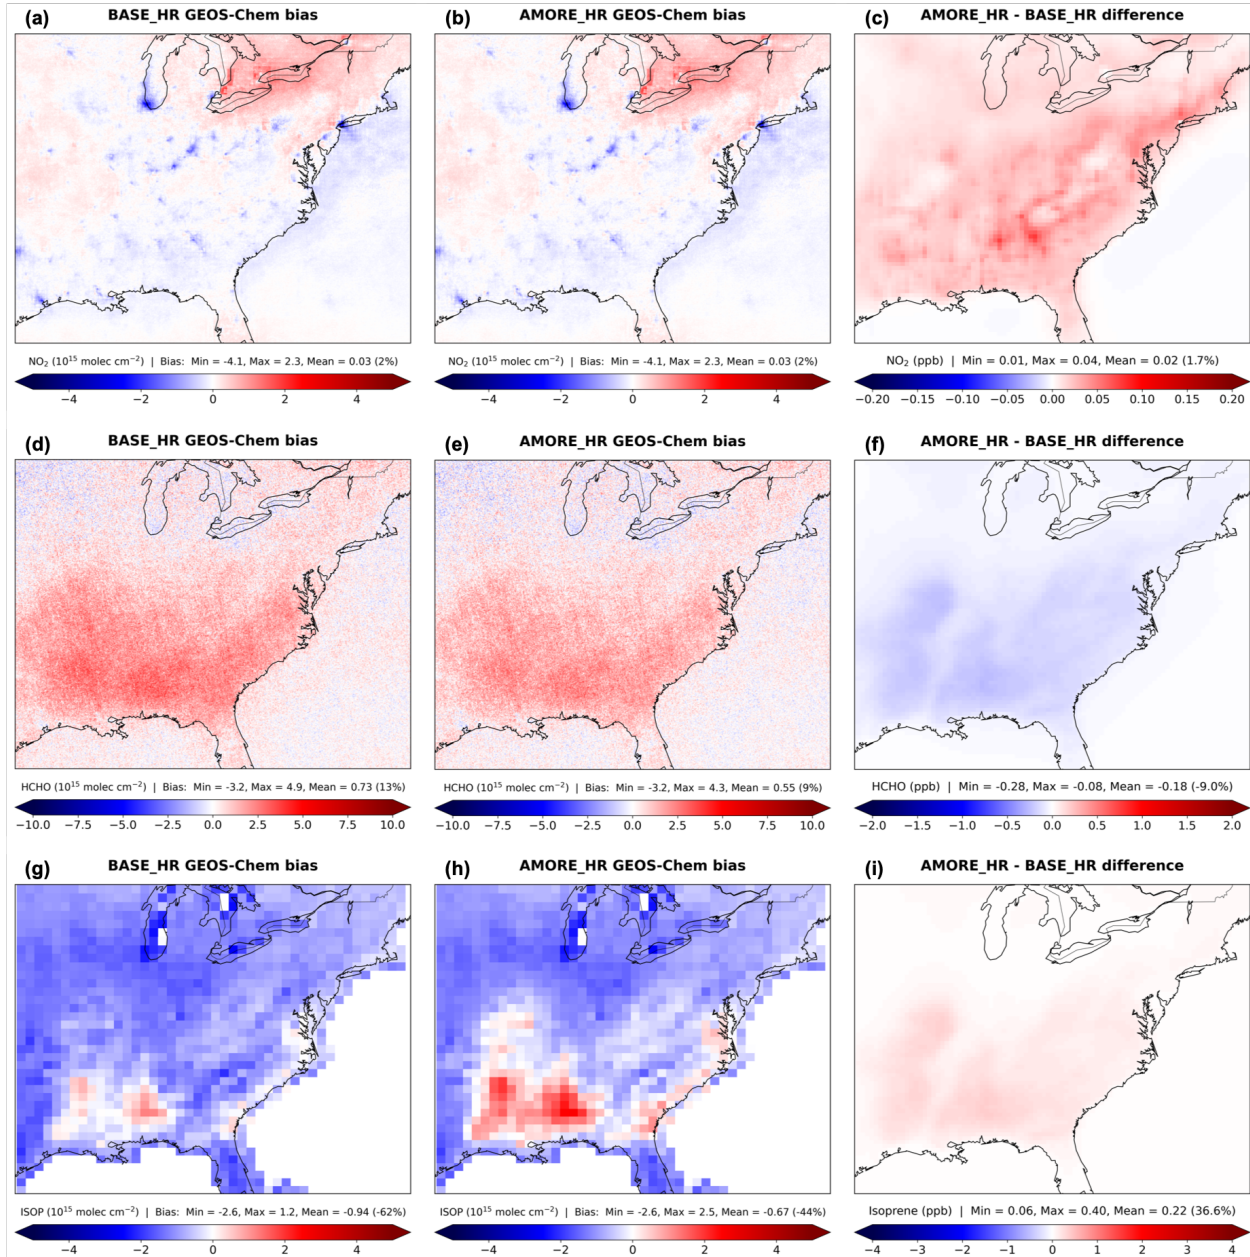 (a) BASE_HR GEOS-Chem bias
(b) AMORE_HR GEOS-Chem bias
(c) AMORE_HR - BASE_HR difference
NO₂ (10¹⁵ molec cm⁻²) | Bias: Min = -4.1, Max = 2.3, Mean = 0.03 (2%)
−4 −2 0 2 4
NO₂ (10¹⁵ molec cm⁻²) | Bias: Min = -4.1, Max = 2.3, Mean = 0.03 (2%)
−4 −2 0 2 4
NO₂ (ppb) | Min = 0.01, Max = 0.04, Mean = 0.02 (1.7%)
−0.20 −0.15 −0.10 −0.05 0.00 0.05 0.10 0.15 0.20
(d) BASE_HR GEOS-Chem bias
(e) AMORE_HR GEOS-Chem bias
(f) AMORE_HR - BASE_HR difference
HCHO (10¹⁵ molec cm⁻²) | Bias: Min = -3.2, Max = 4.9, Mean = 0.73 (13%)
−10.0 −7.5 −5.0 −2.5 0.0 2.5 5.0 7.5 10.0
HCHO (10¹⁵ molec cm⁻²) | Bias: Min = -3.2, Max = 4.3, Mean = 0.55 (9%)
−10.0 −7.5 −5.0 −2.5 0.0 2.5 5.0 7.5 10.0
HCHO (ppb) | Min = -0.28, Max = -0.08, Mean = -0.18 (-9.0%)
−2.0 −1.5 −1.0 −0.5 0.0 0.5 1.0 1.5 2.0
(g) BASE_HR GEOS-Chem bias
(h) AMORE_HR GEOS-Chem bias
(i) AMORE_HR - BASE_HR difference
ISOP (10¹⁵ molec cm⁻²) | Bias: Min = -2.6, Max = 1.2, Mean = -0.94 (-62%)
−4 −2 0 2 4
ISOP (10¹⁵ molec cm⁻²) | Bias: Min = -2.6, Max = 2.5, Mean = -0.67 (-44%)
−4 −2 0 2 4
Isoprene (ppb) | Min = 0.06, Max = 0.40, Mean = 0.22 (36.6%)
−4 −3 −2 −1 0 1 2 3 4